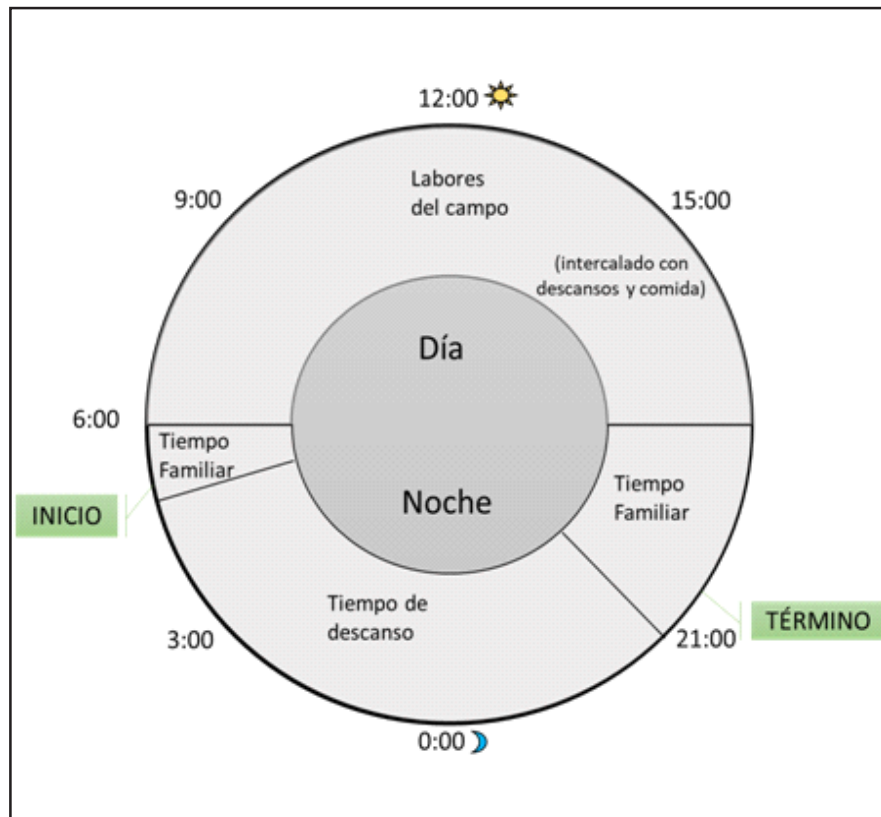 12:00
9:00
Labores
del campo
15:00
(intercalado con
descansos y comida)
Día
6:00
Tiempo
Familiar
INICIO
Noche
Tiempo
Familiar
Tiempo de
descanso
TÉRMINO
3:00
21:00
0:00